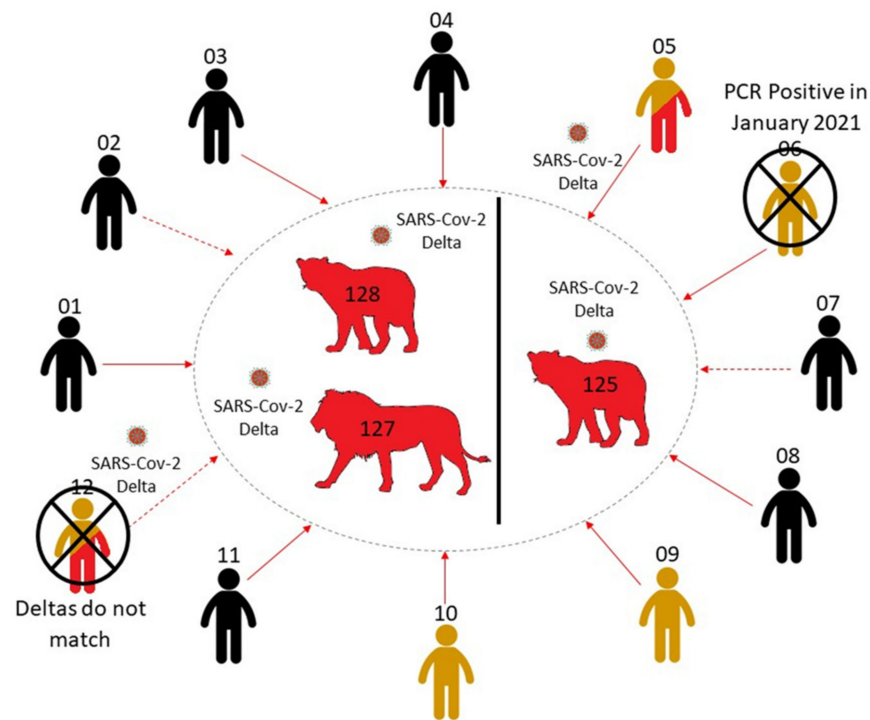 04
03
05
PCR Positive in
January 2021
06
02
SARS-Cov-2
Delta
SARS-Cov-2
Delta
128
SARS-Cov-2
Delta
01
07
125
SARS-Cov-2
Delta
127
SARS-Cov-2
Delta
12
08
11
09
Deltas do not
match
10